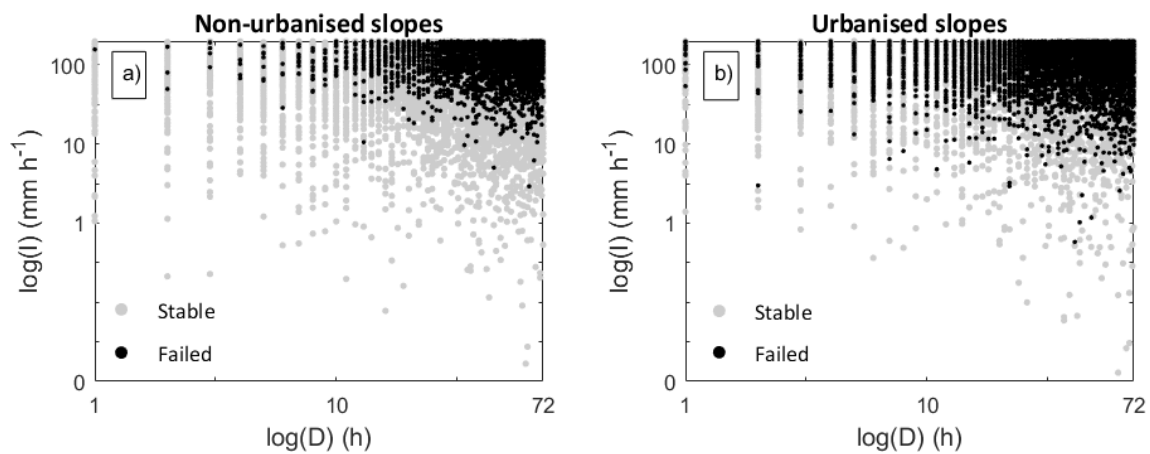 Non-urbanised slopes
a)
100
10
1
0
log(I) (mm h⁻¹)
Stable
Failed
1
10
72
log(D) (h)
Urbanised slopes
b)
100
10
1
0
log(I) (mm h⁻¹)
Stable
Failed
1
10
72
log(D) (h)